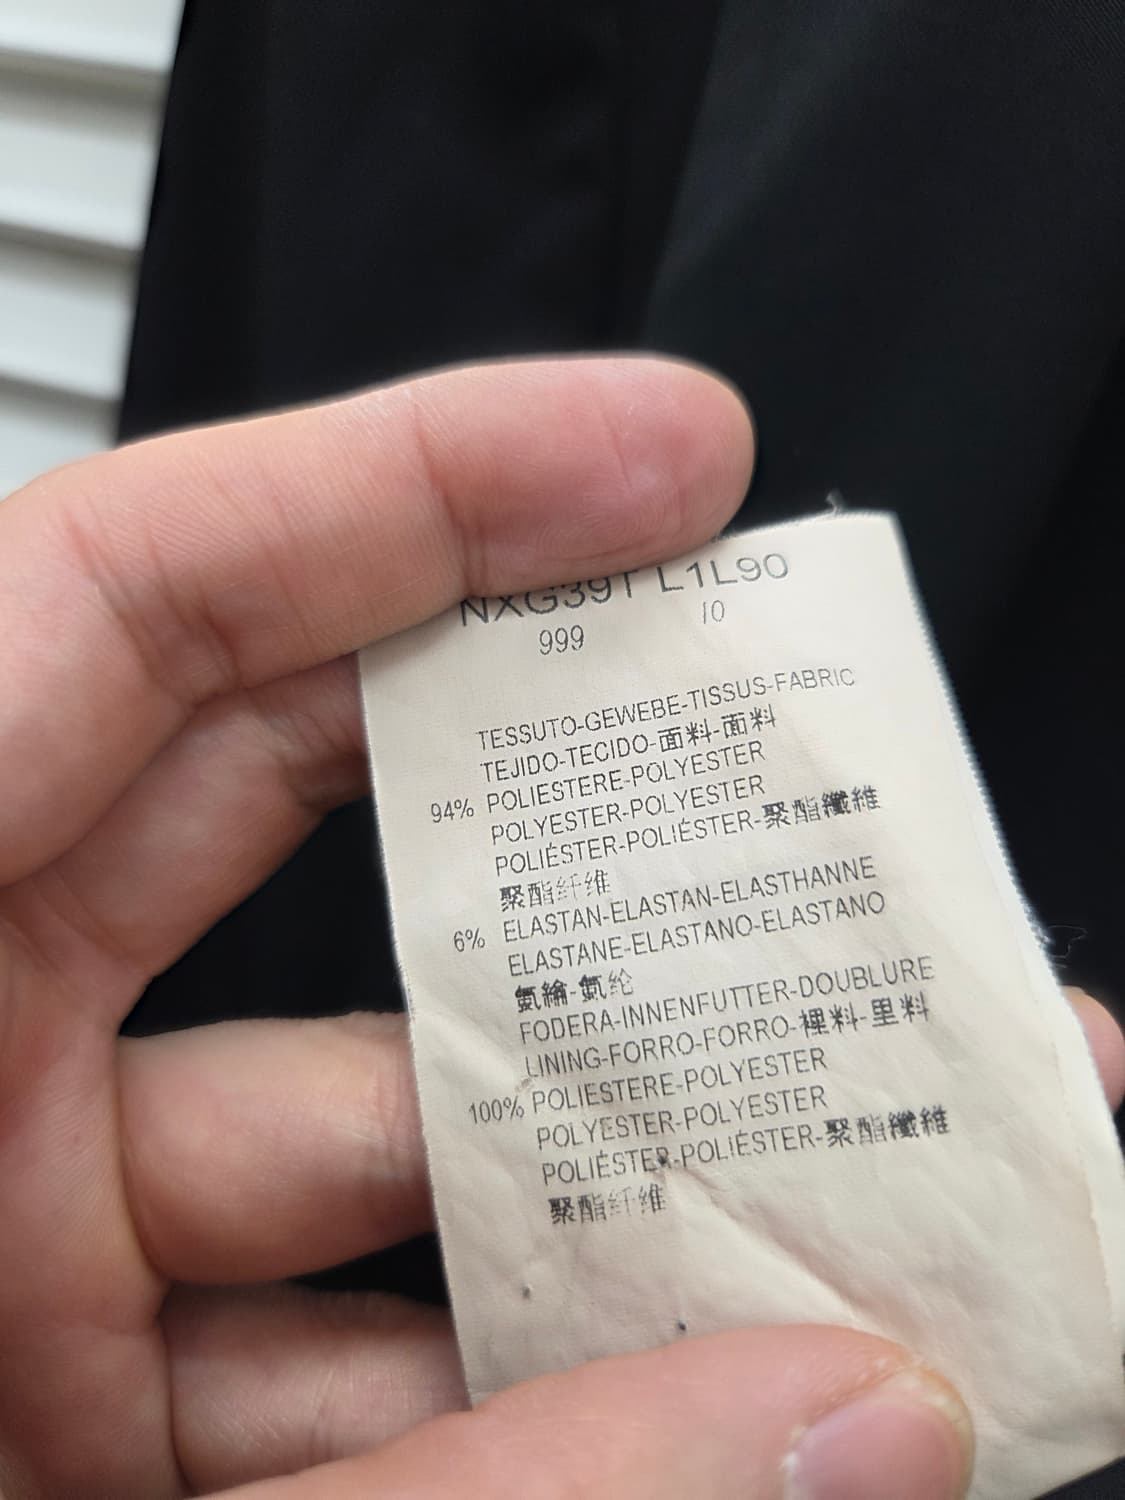 NXG39T L1L90
999 10
TESSUTO-GEWEBE-TISSUS-FABRIC
TEJIDO-TECIDO-面料-面料
94% POLIESTERE-POLYESTER
POLYESTER-POLYESTER
POLIÉSTER-POLIÉSTER-聚酯纖維
聚酯纤维
6% ELASTAN-ELASTAN-ELASTHANNE
ELASTANE-ELASTANO-ELASTANO
氨綸-氨纶
FODERA-INNENFUTTER-DOUBLURE
LINING-FORRO-FORRO-裡料-里料
100% POLIESTERE-POLYESTER
POLYESTER-POLYESTER
POLIÉSTER-POLIÉSTER-聚酯纖維
聚酯纤维